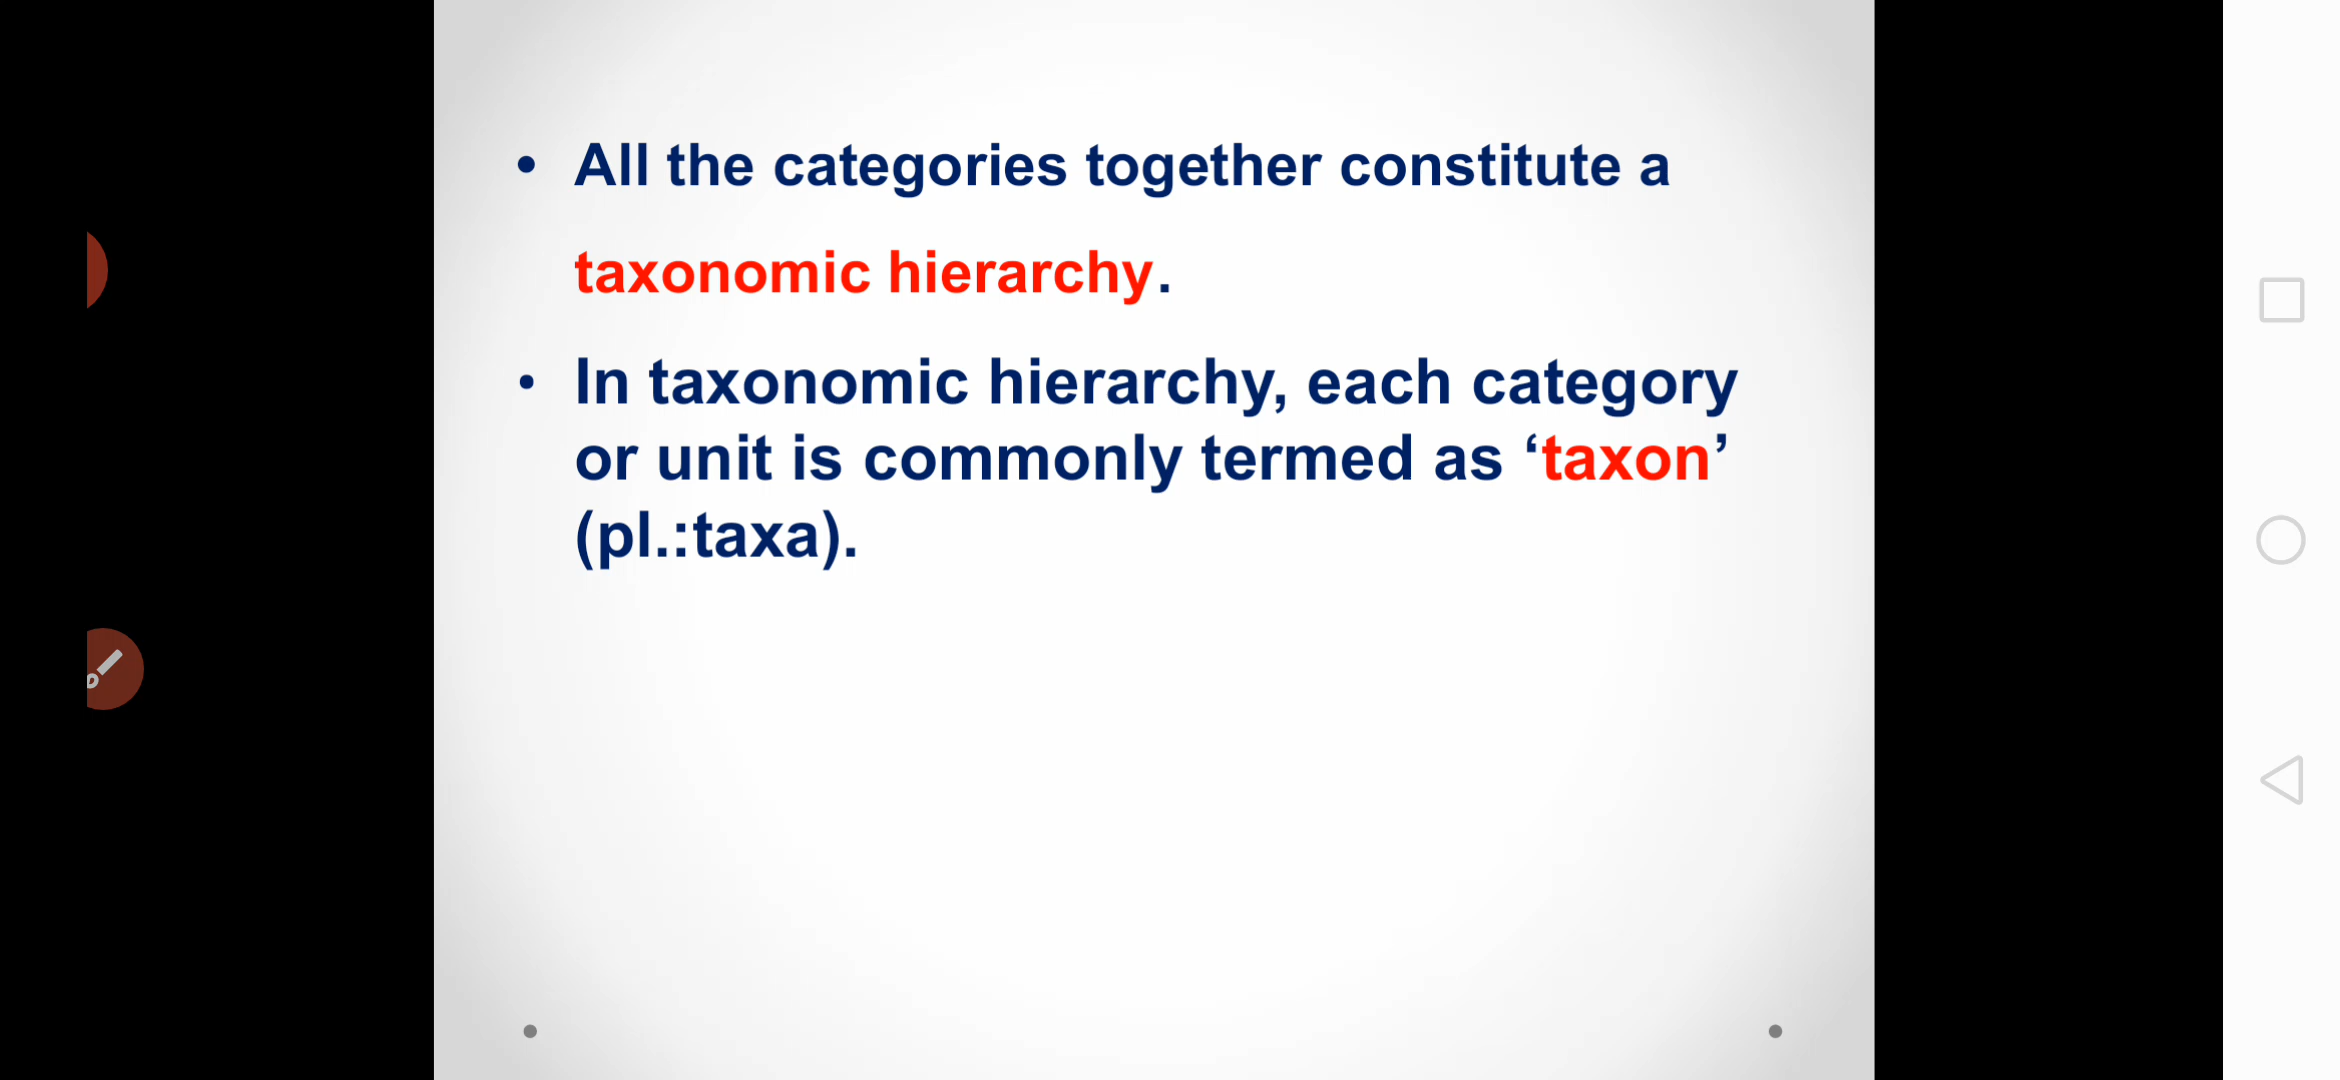 • All the categories together constitute a
taxonomic hierarchy.
• In taxonomic hierarchy, each category
or unit is commonly termed as ‘taxon’
(pl.:taxa).